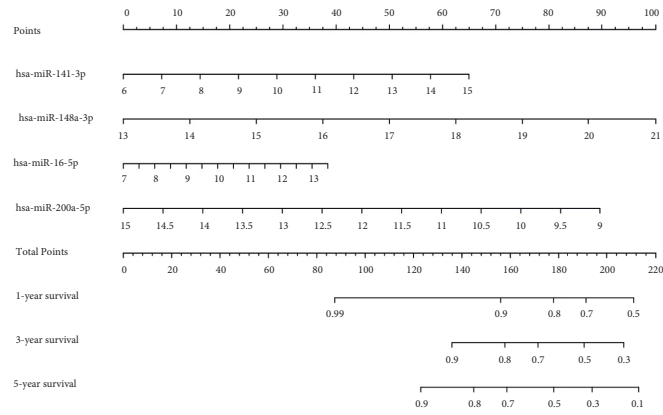 0 10 20 30 40 50 60 70 80 90 100
Points
hsa-miR-141-3p
6 7 8 9 10 11 12 13 14 15
hsa-miR-148a-3p
13 14 15 16 17 18 19 20 21
hsa-miR-16-5p
7 8 9 10 11 12 13
hsa-miR-200a-5p
15 14.5 14 13.5 13 12.5 12 11.5 11 10.5 10 9.5 9
Total Points
0 20 40 60 80 100 120 140 160 180 200 220
1-year survival
0.99 0.9 0.8 0.7 0.5
3-year survival
0.9 0.8 0.7 0.5 0.3
5-year survival
0.9 0.8 0.7 0.5 0.3 0.1